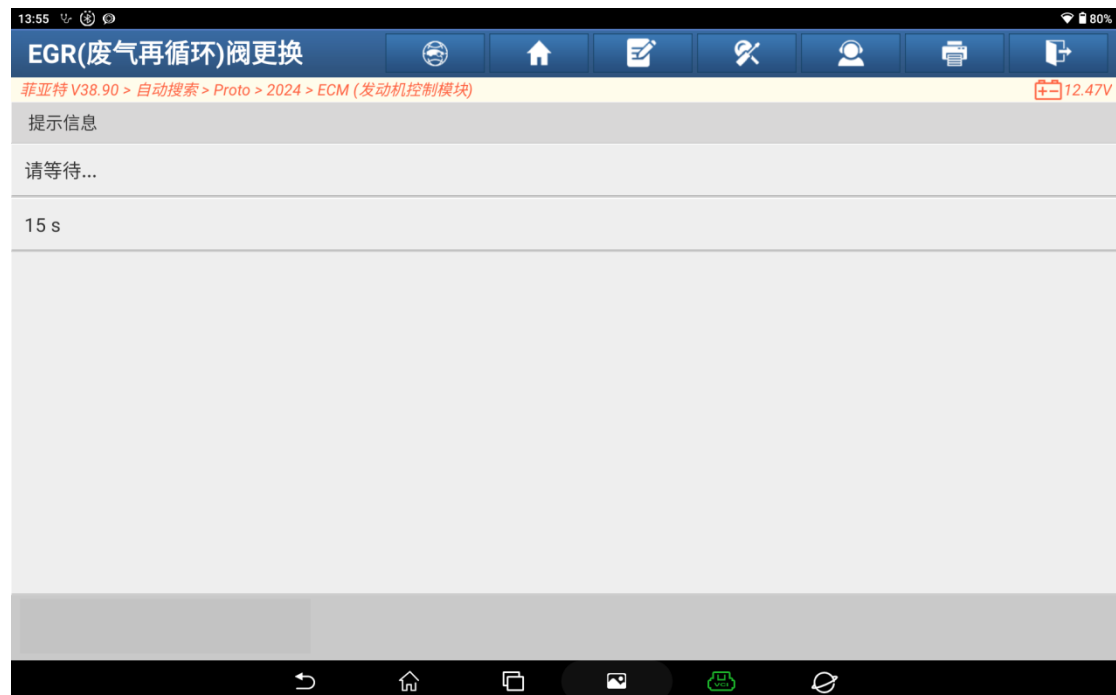 13:55
80%
EGR(废气再循环)阀更换
菲亚特 V38.90 > 自动搜索 > Proto > 2024 > ECM (发动机控制模块)
12.47V
提示信息
请等待...
15 s
VCI